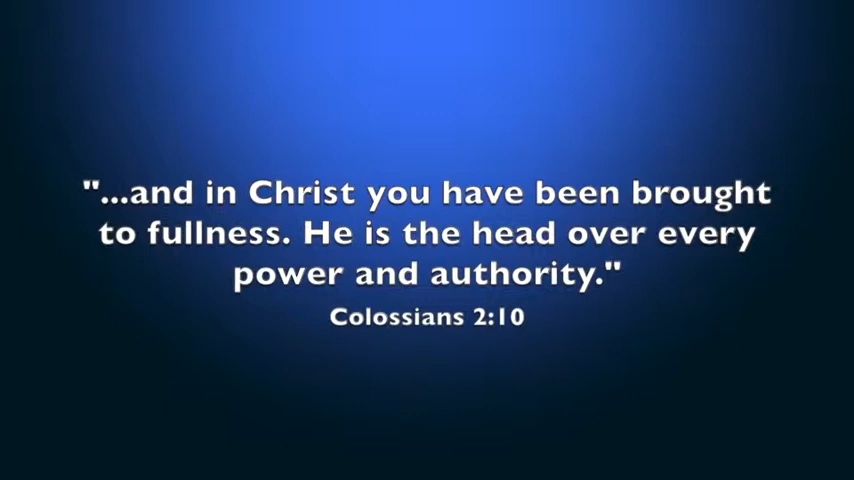 "...and in Christ you have been brought
to fullness. He is the head over every
power and authority."
Colossians 2:10